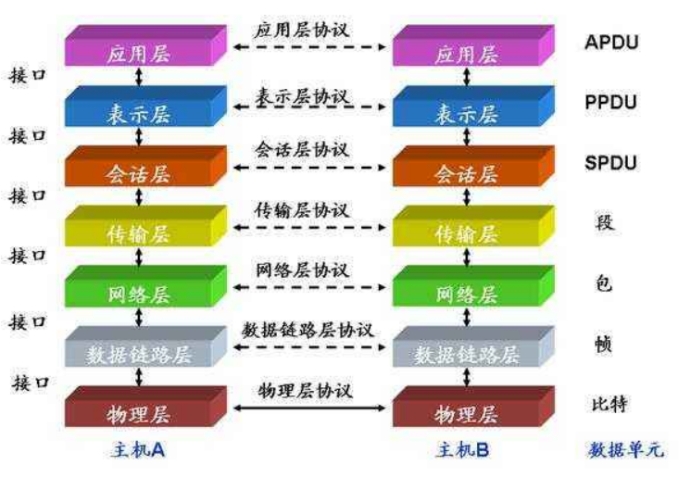 应用层 应用层协议 应用层 APDU
接口
表示层 表示层协议 表示层 PPDU
接口
会话层 会话层协议 会话层 SPDU
接口
传输层 传输层协议 传输层 段
接口
网络层 网络层协议 网络层 包
接口
数据链路层 数据链路层协议 数据链路层 帧
接口
物理层 物理层协议 物理层 比特
主机A 主机B 数据单元